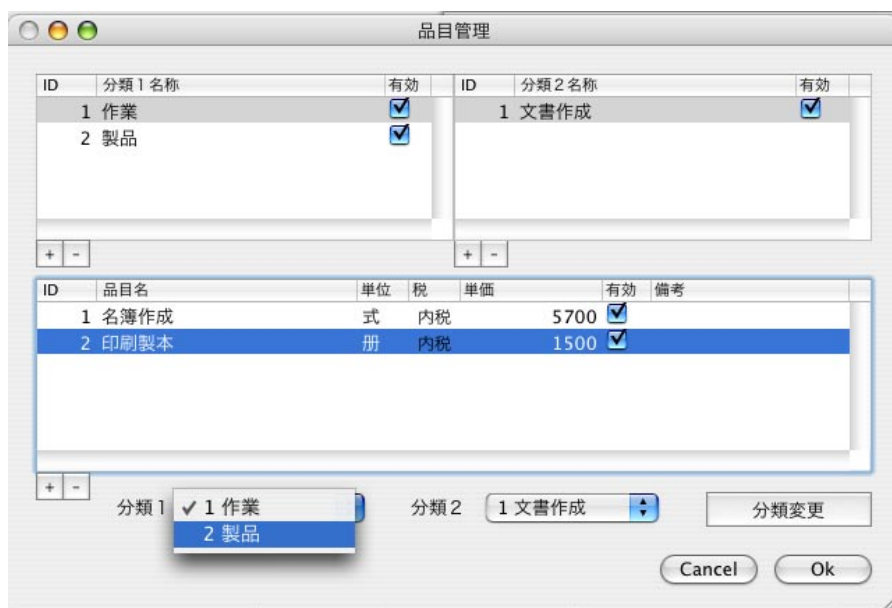 品目管理
ID 分類1名称 有効
1 作業
2 製品
ID 分類2名称 有効
1 文書作成
+ -
+ -
ID 品目名 単位 税 単価 有効 備考
1 名簿作成 式 内税 5700
2 印刷製本 册 内税 1500
+ -
分類1 ✓ 1 作業
2 製品
分類2 1 文書作成
分類変更
Cancel Ok